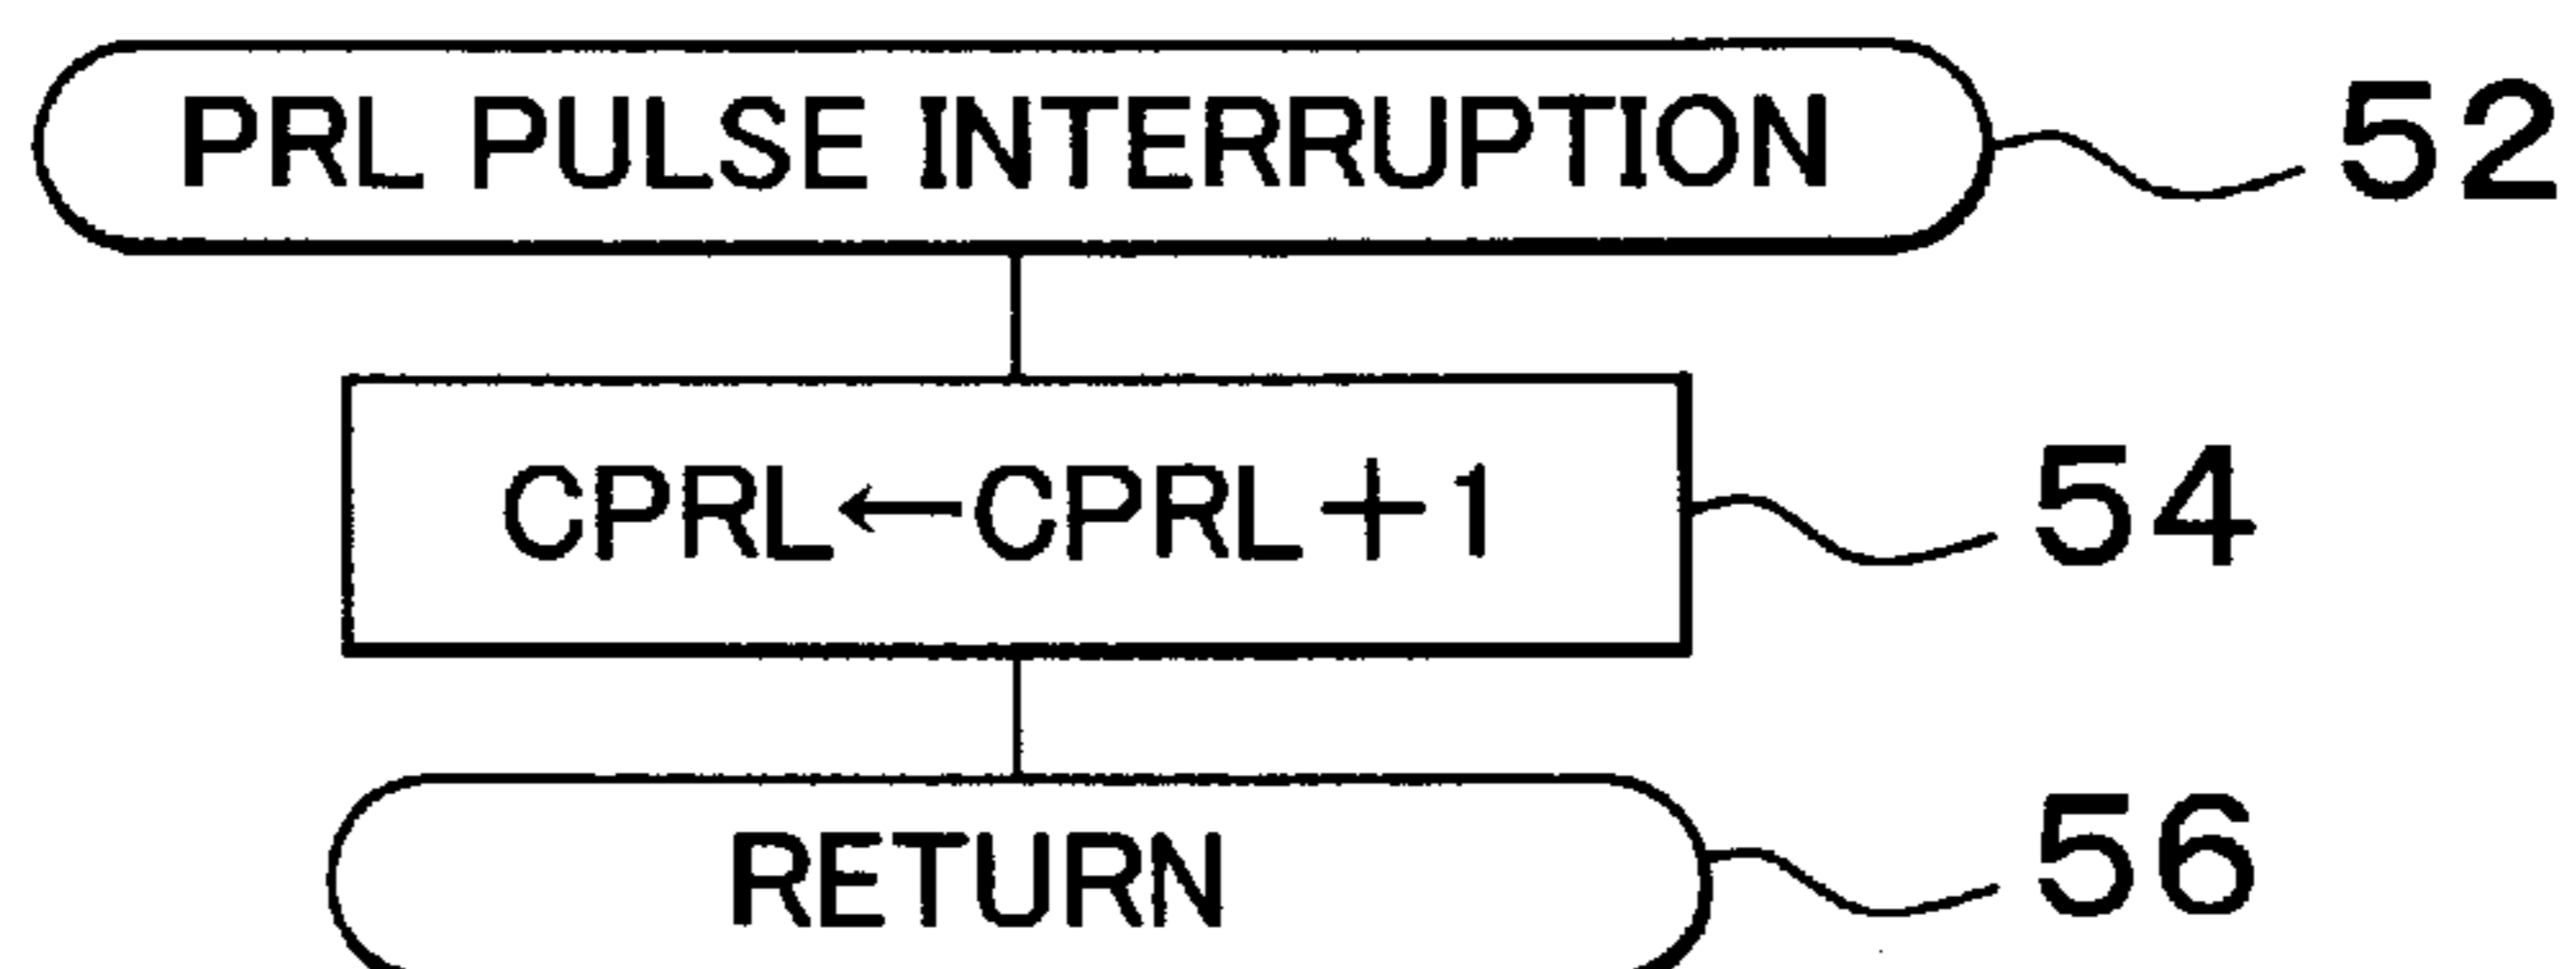 PRL PULSE INTERRUPTION 52
CPRL←CPRL+1 54
RETURN 56